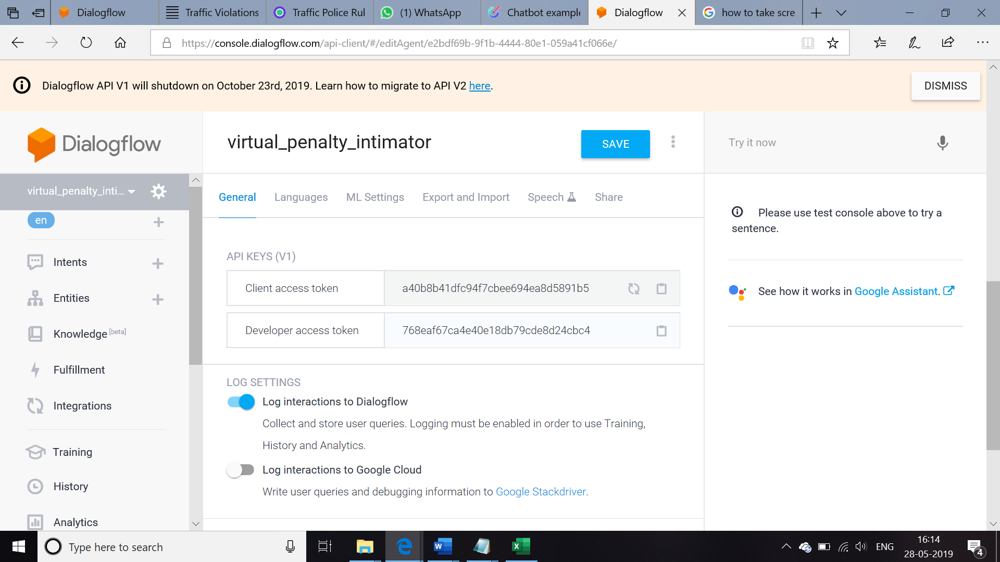 Dialogflow
Traffic Violations
Traffic Police Rul
(1) WhatsApp
Chatbot example
Dialogflow
how to take scre
https://console.dialogflow.com/api-client/#/editAgent/e2bdf69b-9f1b-4444-80e1-059a41cf066e/
Dialogflow API V1 will shutdown on October 23rd, 2019. Learn how to migrate to API V2 here.
DISMISS
Dialogflow
virtual_penalty_intimator
SAVE
Try it now
virtual_penalty_inti...
en
Intents
Entities
Knowledge [beta]
Fulfillment
Integrations
Training
History
Analytics
General
Languages
ML Settings
Export and Import
Speech
Share
API KEYS (V1)
Client access token
a40b8b41dfc94f7cbee694ea8d5891b5
Developer access token
768eaf67ca4e40e18db79cde8d24cbc4
LOG SETTINGS
Log interactions to Dialogflow
Collect and store user queries. Logging must be enabled in order to use Training,
History and Analytics.
Log interactions to Google Cloud
Write user queries and debugging information to Google Stackdriver.
Please use test console above to try a
sentence.
See how it works in Google Assistant.
Type here to search
ENG
16:14
28-05-2019
4